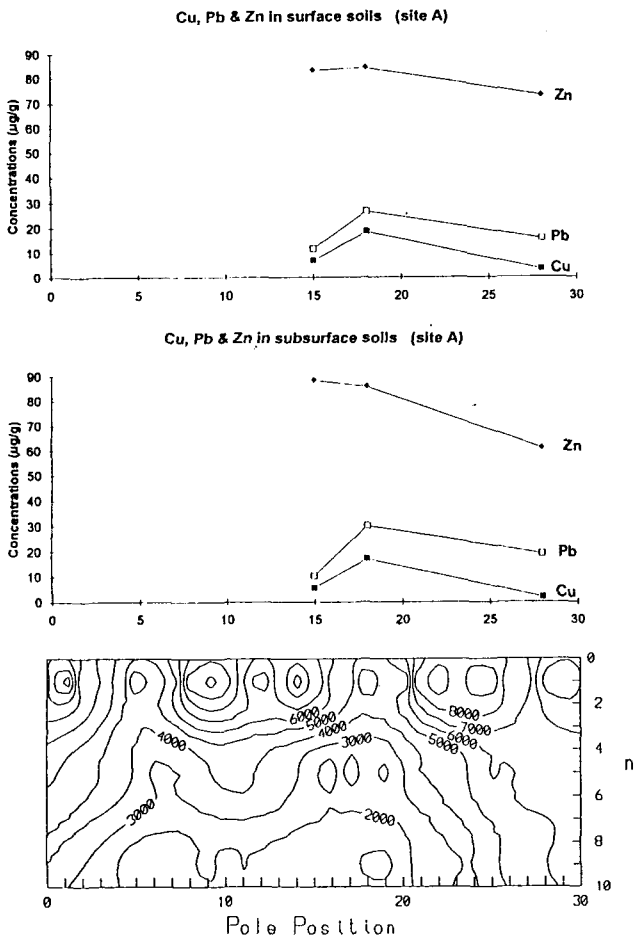 Cu, Pb & Zn in surface soils (site A)
Concentrations (µg/g)
90
80
70
60
50
40
30
20
10
0
Zn
Pb
Cu
0 5 10 15 20 25 30
Cu, Pb & Zn in subsurface soils (site A)
Concentrations (µg/g)
90
80
70
60
50
40
30
20
10
0
Zn
Pb
Cu
0 5 10 15 20 25 30
0
2
4
6
8
10
n
6000
5000
4000
3000
4000
3000
2000
8000
7000
6000
5000
0 10 20 30
Pole Position